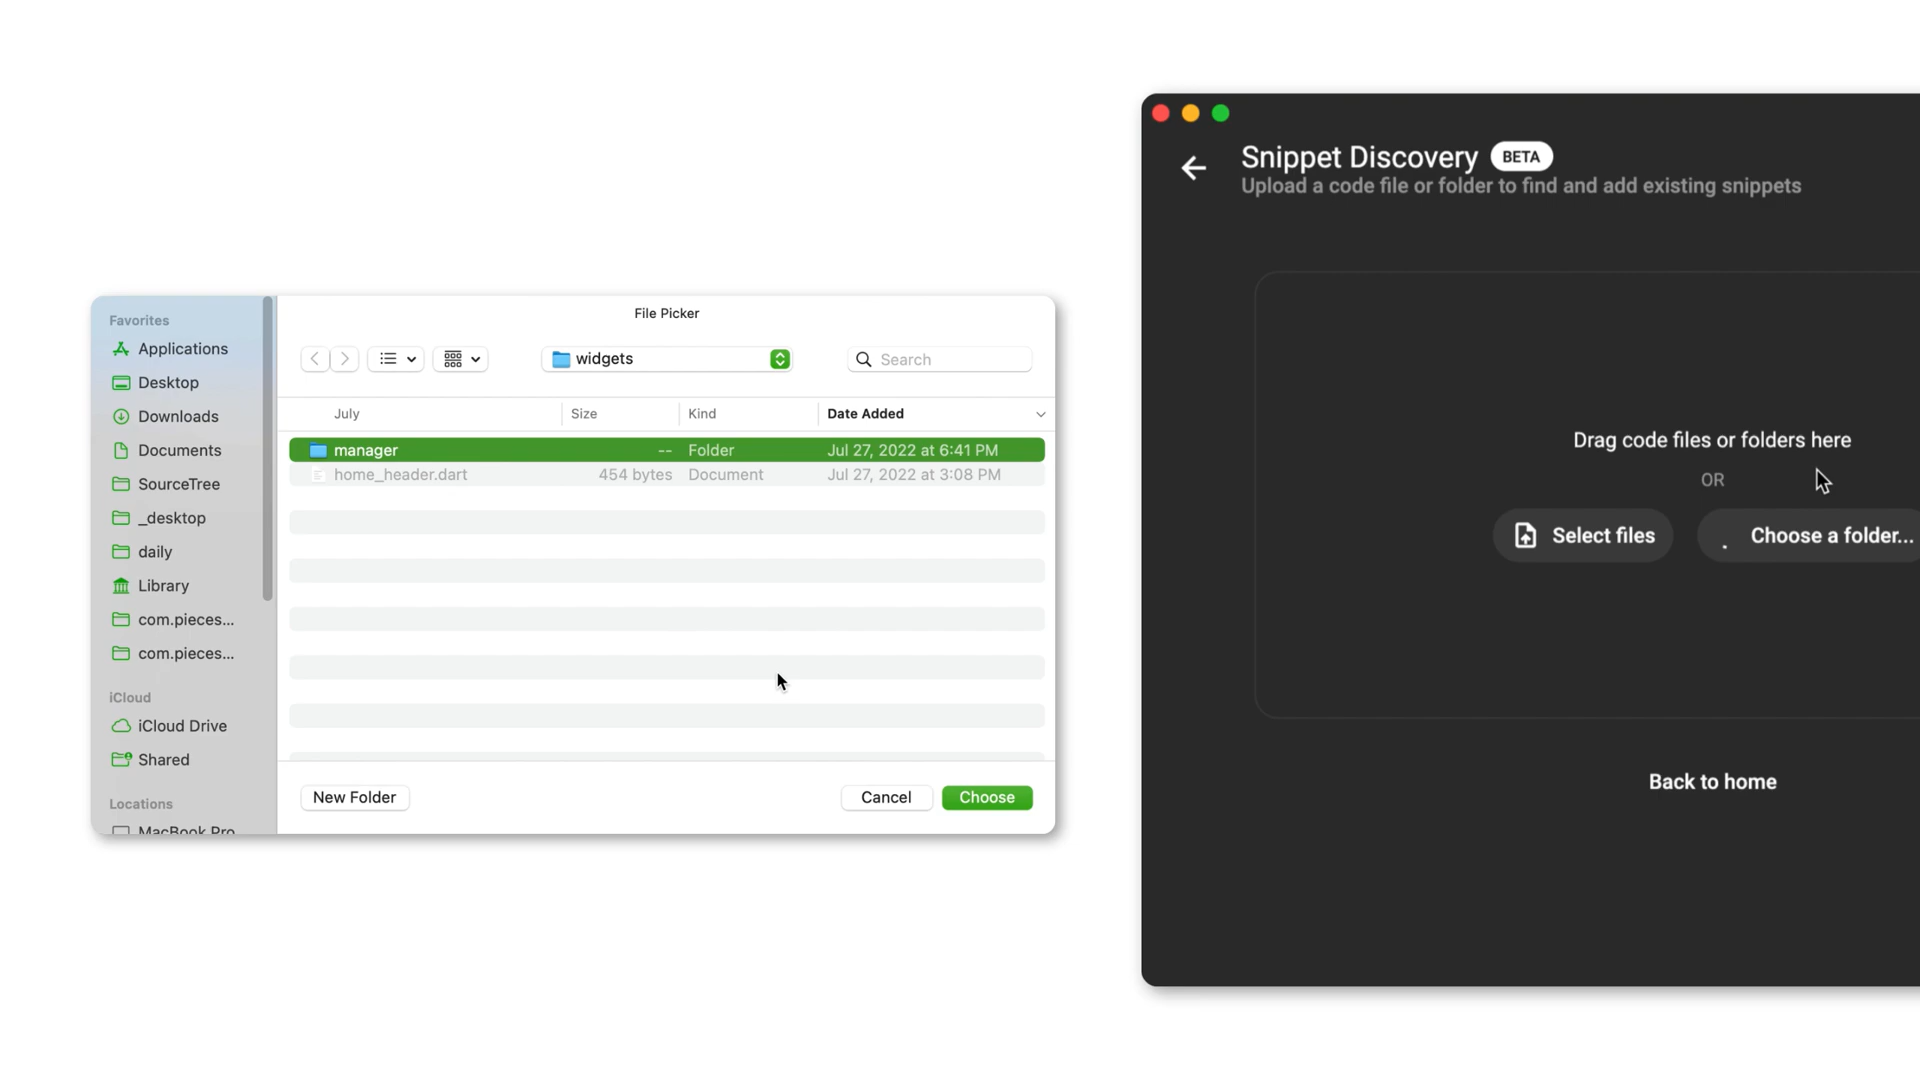 Favorites
Applications
Desktop
Downloads
Documents
SourceTree
_desktop
daily
Library
com.pieces...
com.pieces...
iCloud
iCloud Drive
Shared
Locations
MacBook Pro
File Picker
widgets
Search
July Size Kind Date Added
manager -- Folder Jul 27, 2022 at 6:41 PM
home_header.dart 454 bytes Document Jul 27, 2022 at 3:08 PM
New Folder Cancel Choose
Snippet Discovery BETA
Upload a code file or folder to find and add existing snippets
Drag code files or folders here
OR
Select files Choose a folder...
Back to home